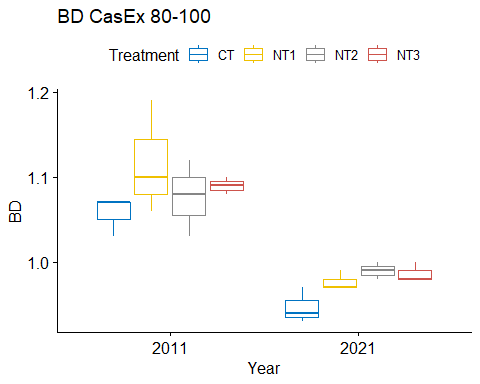 BD CasEx 80-100
Treatment CT NT1 NT2 NT3
1.2
1.1
BD
1.0
2011 2021
Year